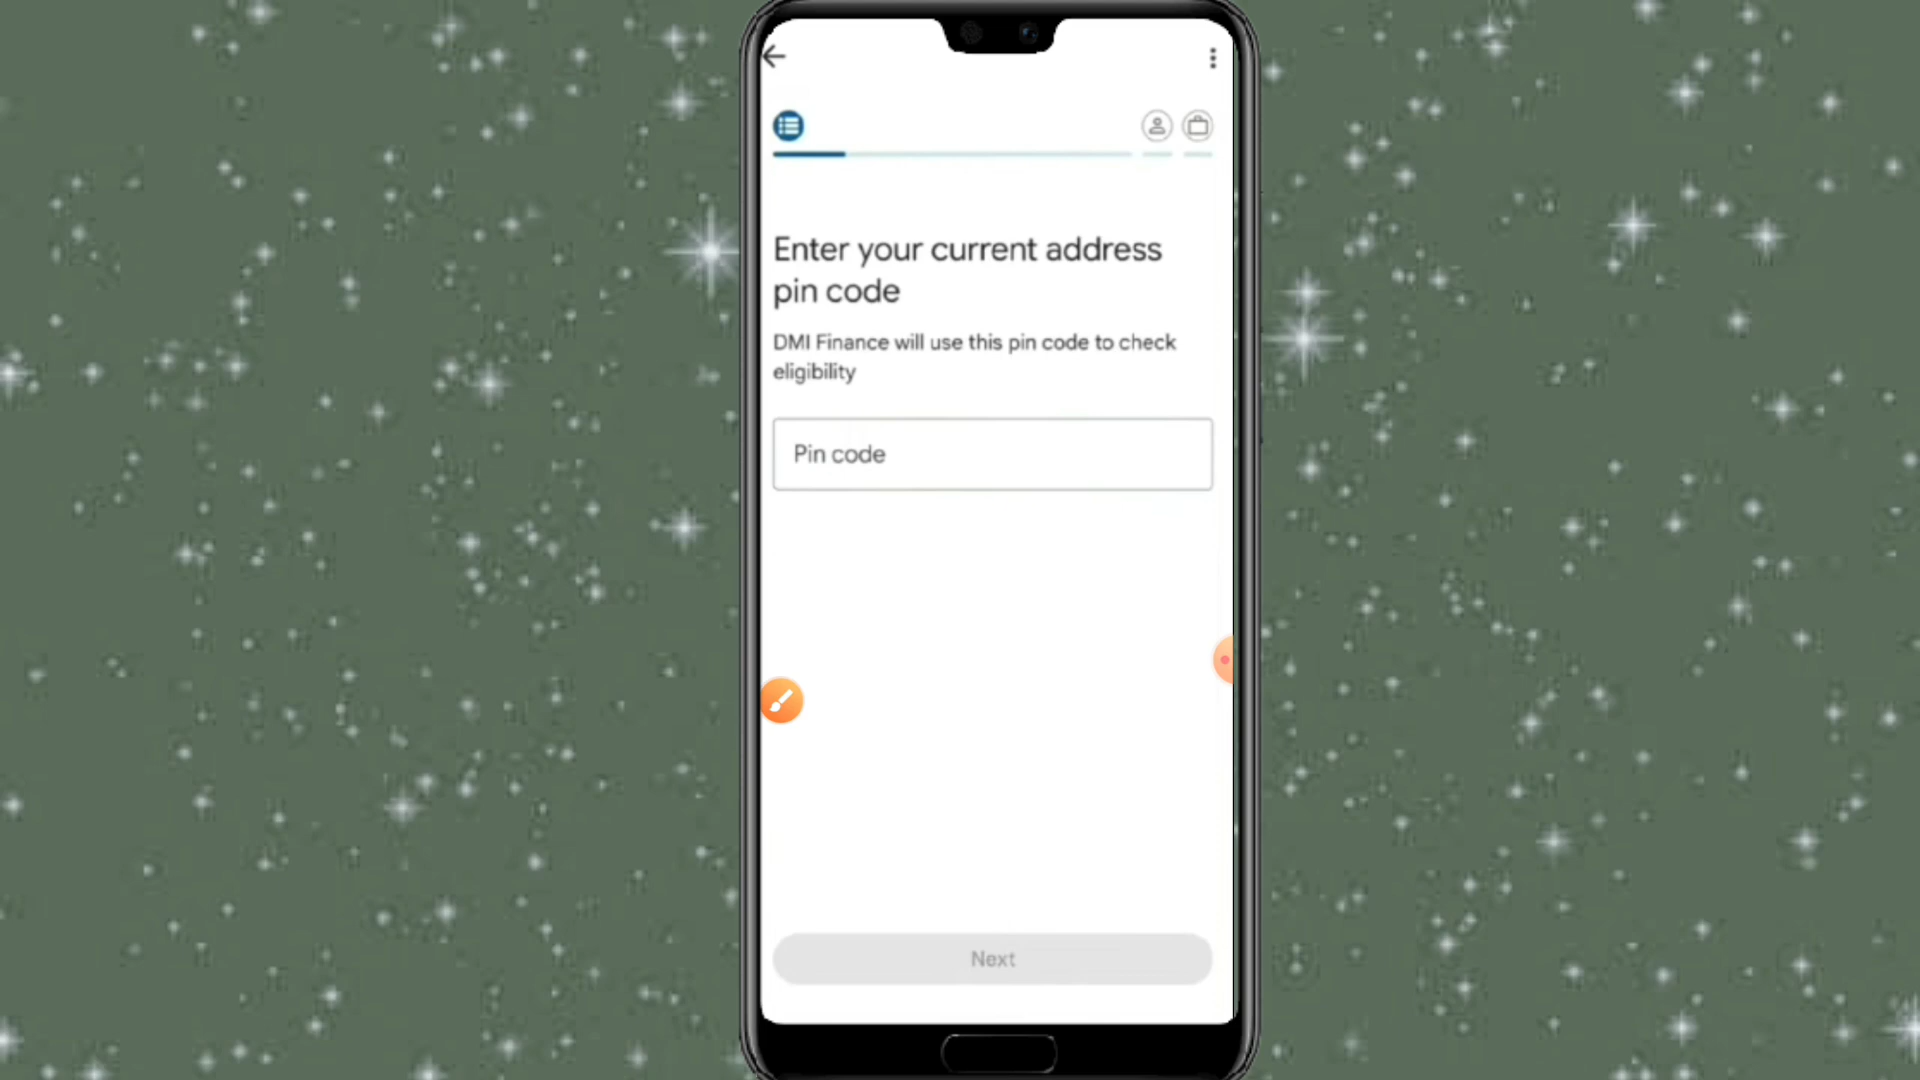 Enter your current address
pin code
DMI Finance will use this pin code to check
eligibility
Pin code
Next